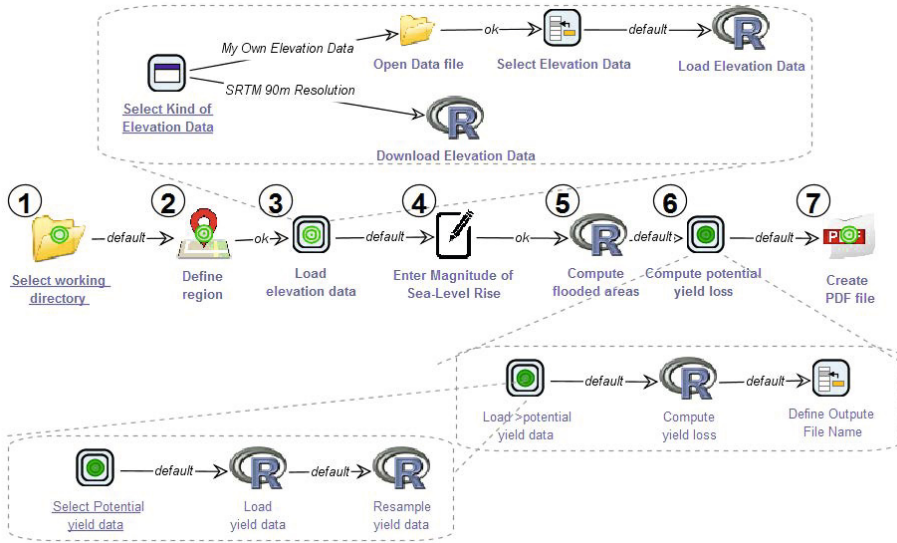 My Own Elevation Data
ok
default
Open Data file
Select Elevation Data
Load Elevation Data
SRTM 90m Resolution
Select Kind of
Elevation Data
R
R
Download Elevation Data
1
2
3
4
5
6
7
default
ok
default
ok
default
default
R
PDF
Select working
directory
Define
region
Load
elevation data
Enter Magnitude of
Sea-Level Rise
Compute
flooded areas
Compute potential
yield loss
Create
PDF file
default
default
R
Load >potential
yield data
Compute
yield loss
Define Outpute
File Name
default
default
R
R
Select Potential
yield data
Load
yield data
Resample
yield data